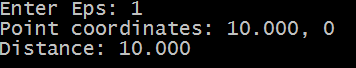 Enter Eps: 1
Point coordinates: 10.000, 0
Distance: 10.000